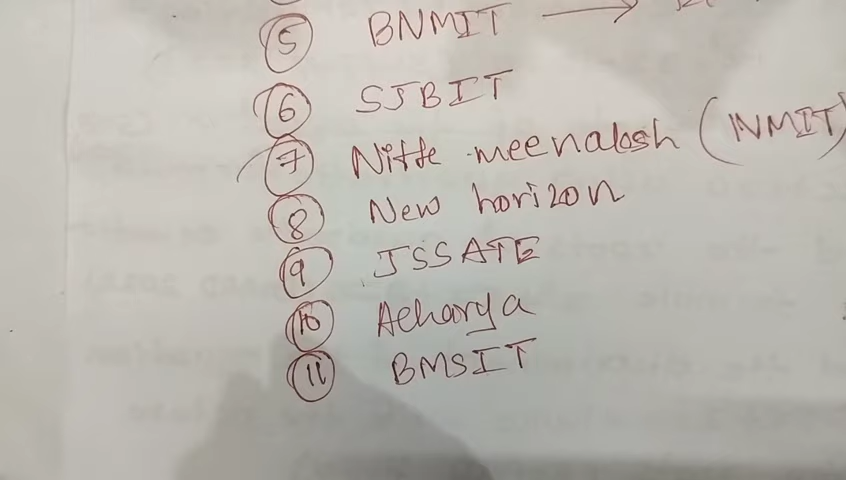 5 BNMIT →
6 SJBIT
7 Nitte meenalosh (NMIT)
8 New horizon
9 JSSATE
10 Acharya
11 BMSIT